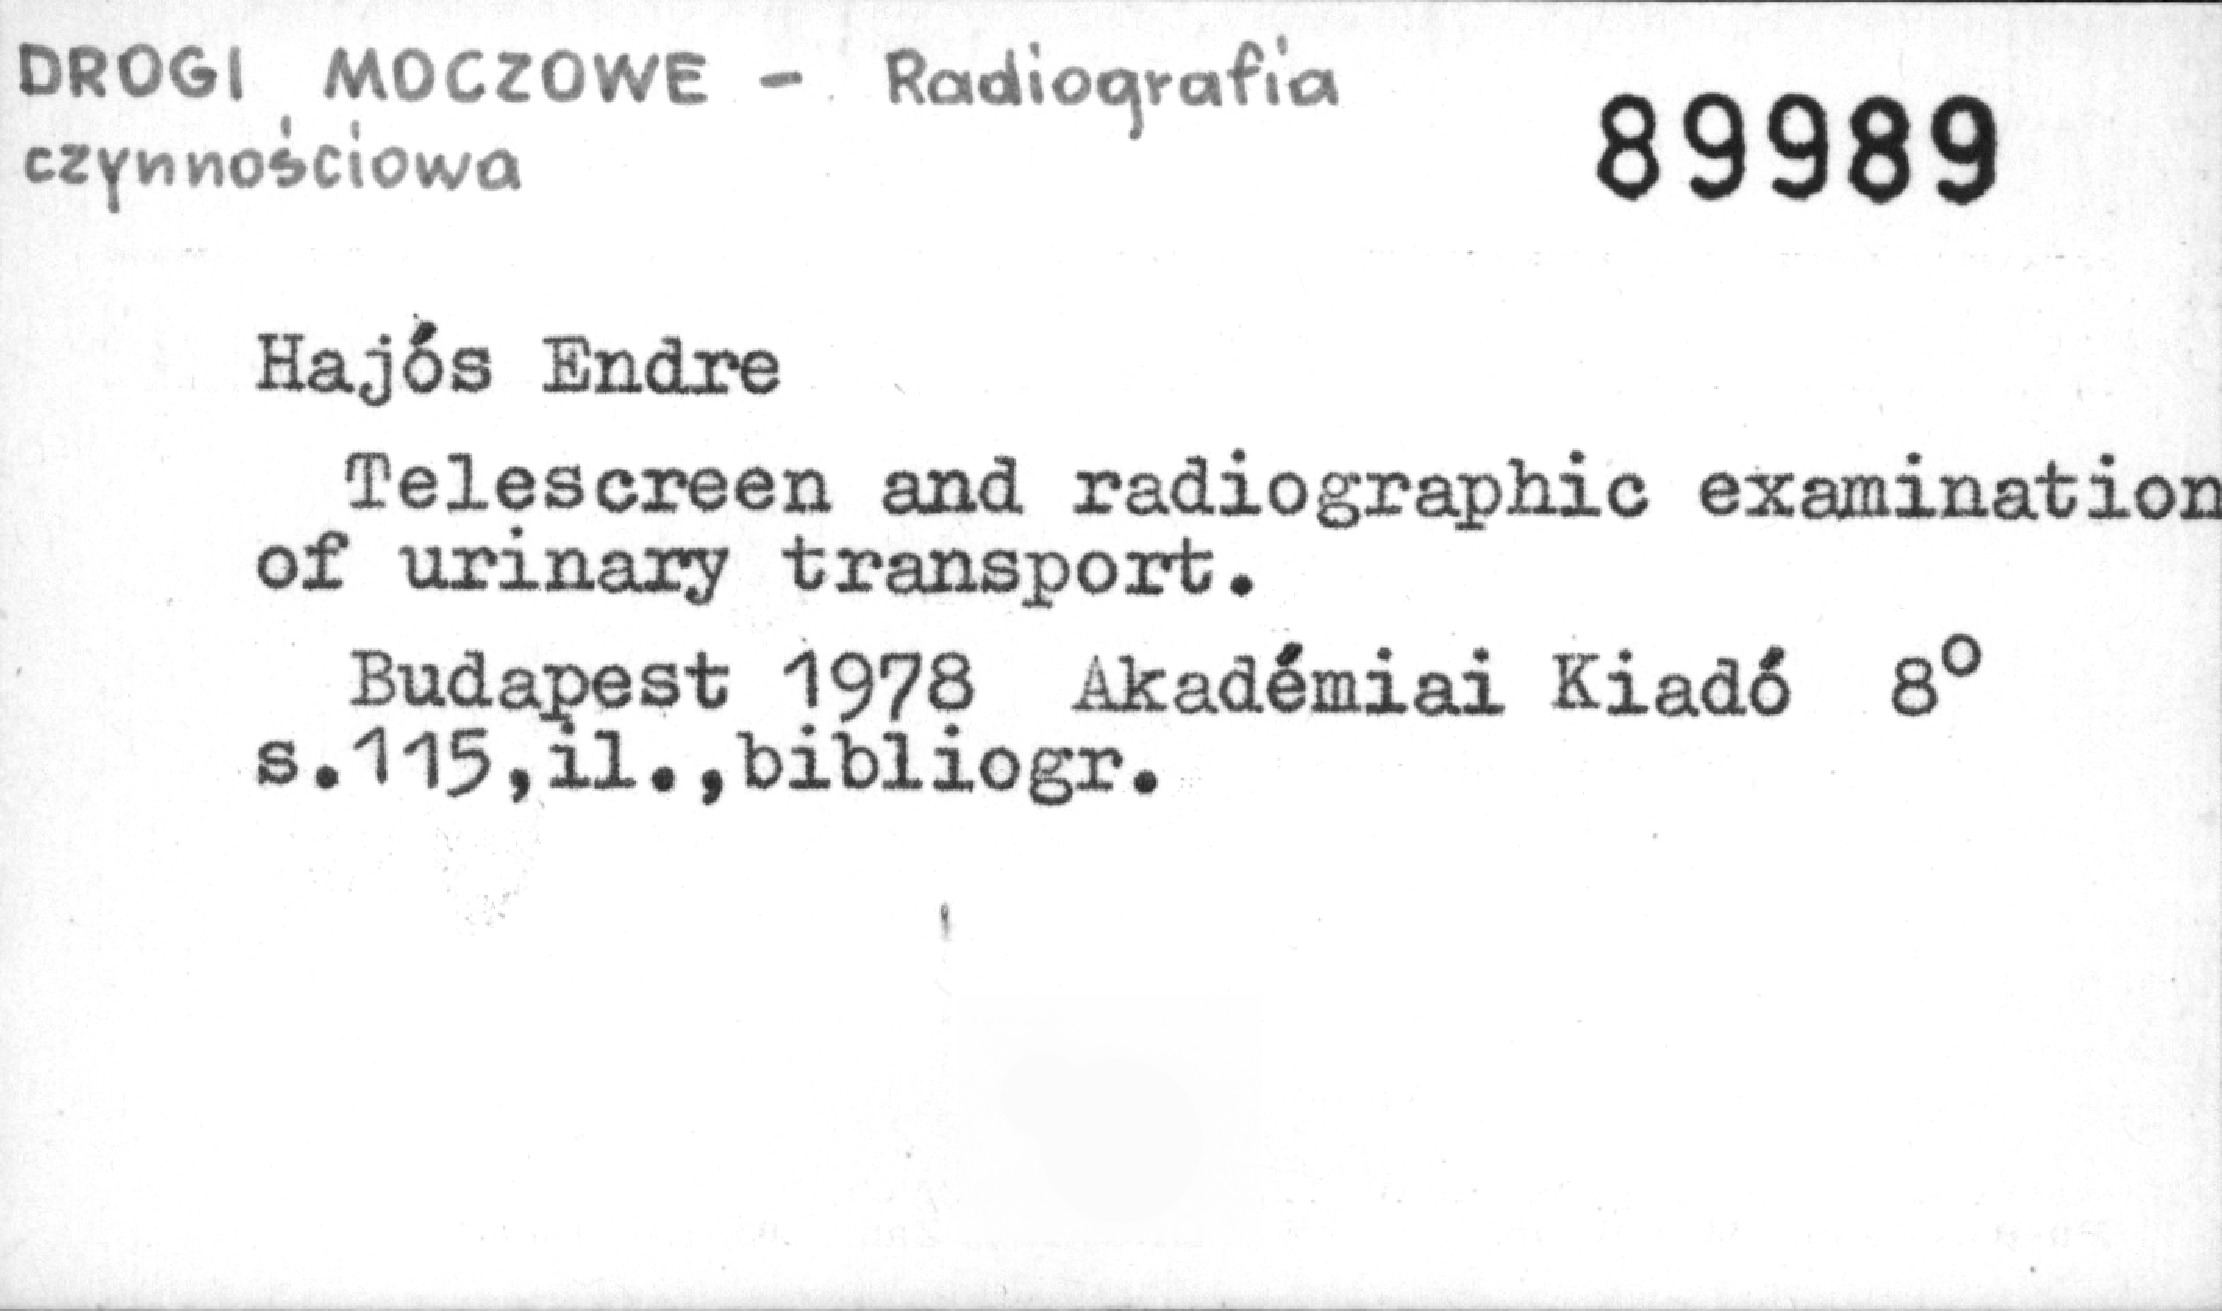 DROGI MOCZOWE - Radiografia
czynnościowa
89989
Hajós Endre
Telescreen and radiographic examination
of urinary transport.
Budapest 1978 Akadémiai Kiadó 8°
s.115,il.,bibliogr.